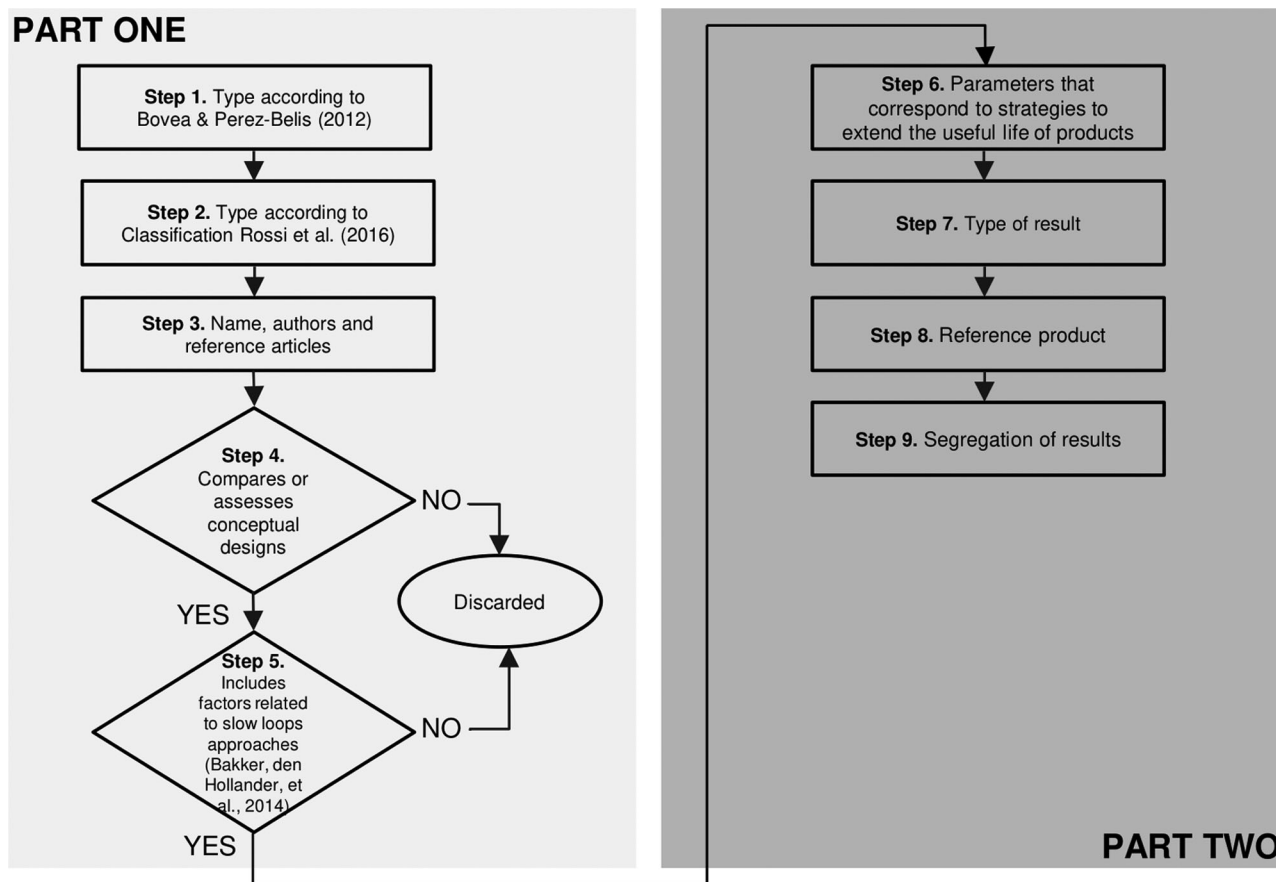 PART ONE
Step 1. Type according to
Bovea & Perez-Belis (2012)
Step 2. Type according to
Classification Rossi et al. (2016)
Step 3. Name, authors and
reference articles
Step 4.
Compares or
assesses
conceptual
designs
NO
Discarded
YES
Step 5.
Includes
factors related
to slow loops
approaches
(Bakker, den
Hollander, et
al., 2014)
NO
YES
Step 6. Parameters that
correspond to strategies to
extend the useful life of products
Step 7. Type of result
Step 8. Reference product
Step 9. Segregation of results
PART TWO